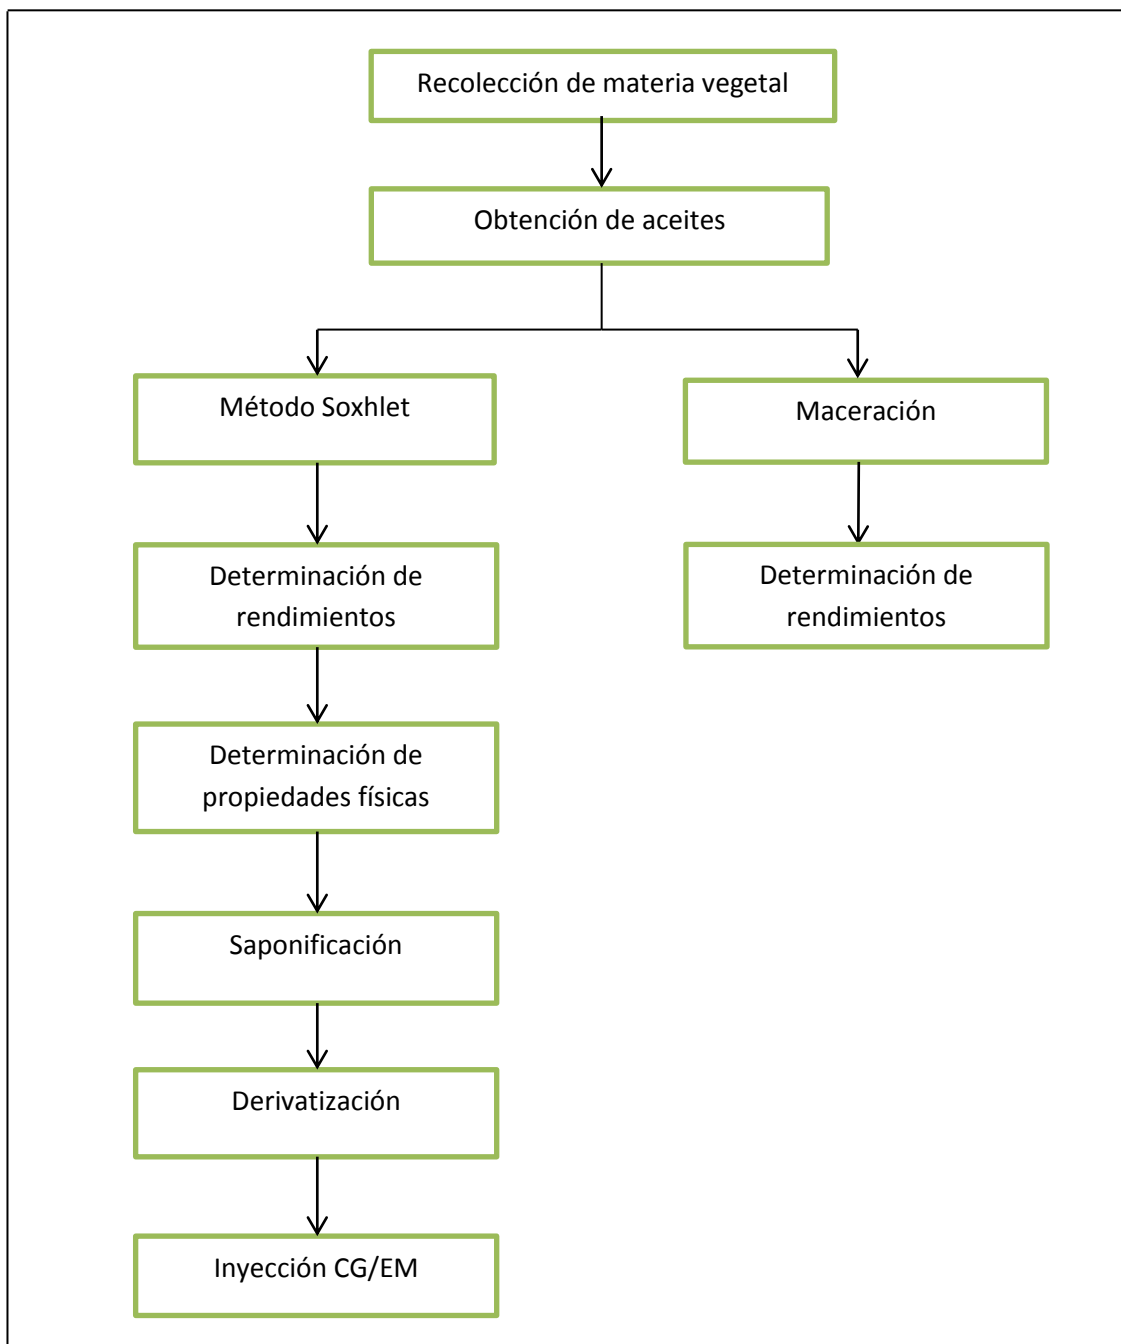 Recolección de materia vegetal
Obtención de aceites
Método Soxhlet
Maceración
Determinación de
rendimientos
Determinación de
rendimientos
Determinación de
propiedades físicas
Saponificación
Derivatización
Inyección CG/EM